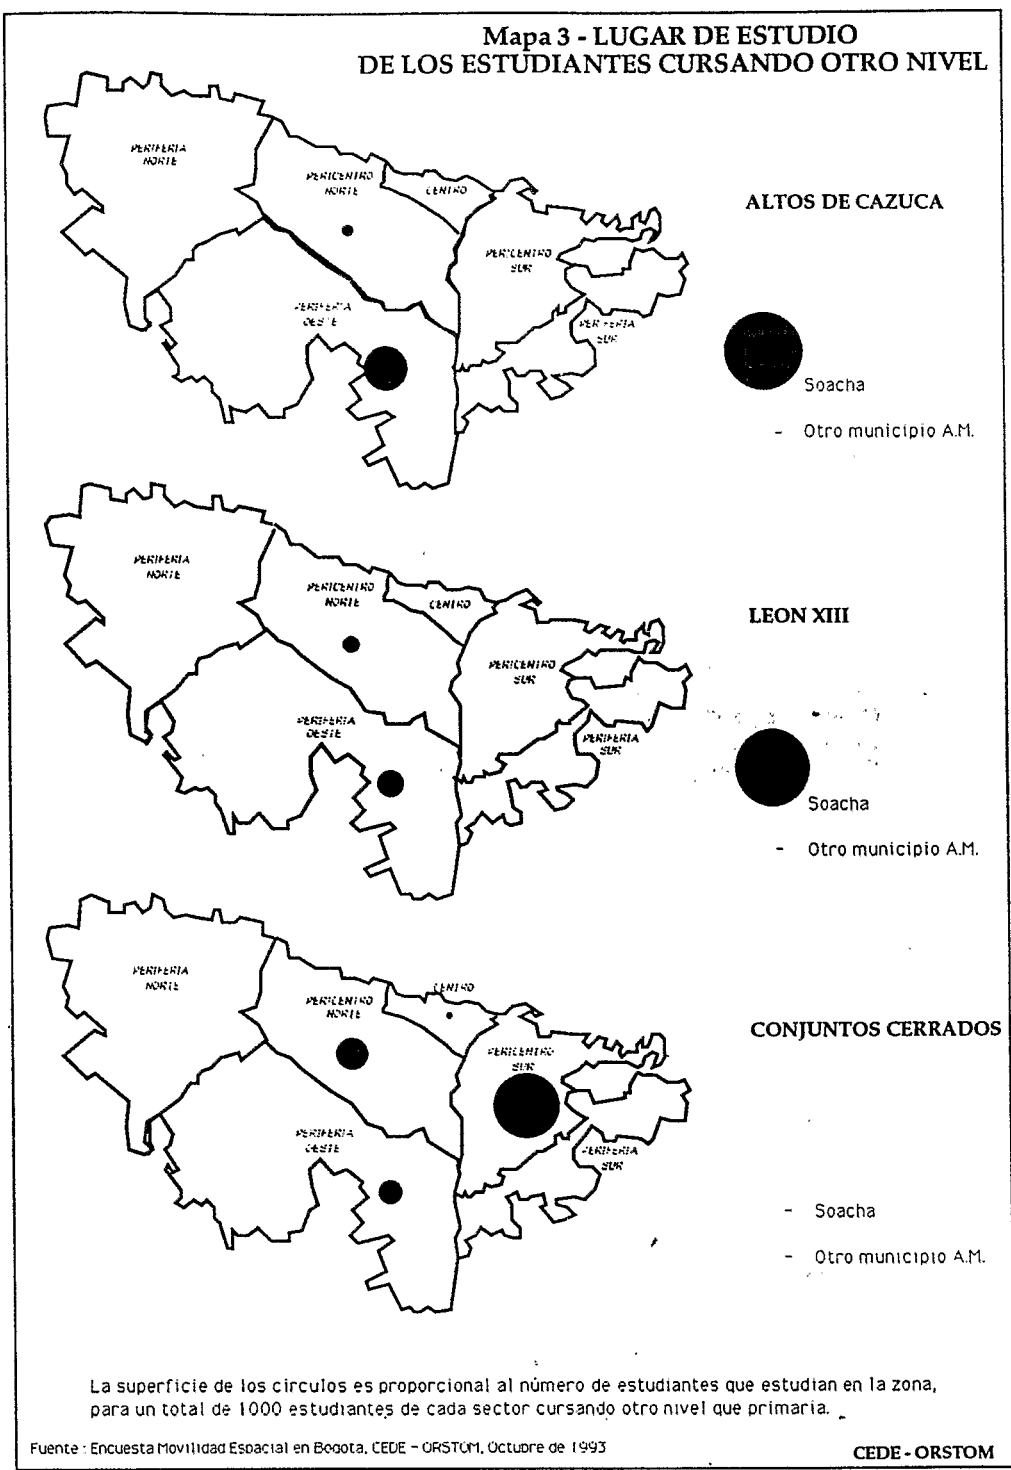 Mapa 3 - LUGAR DE ESTUDIO
DE LOS ESTUDIANTES CURSANDO OTRO NIVEL
PERIFERIA
NORTE
PERICENTRO
NORTE
CENTRO
ALTOS DE CAZUCA
PERICENTRO
SUR
PERIFERIA
OESTE
PERIFERIA
SUR
Soacha
- Otro municipio A.M.
PERIFERIA
NORTE
PERICENTRO
NORTE
CENTRO
LEON XIII
PERICENTRO
SUR
PERIFERIA
OESTE
PERIFERIA
SUR
Soacha
- Otro municipio A.M.
PERIFERIA
NORTE
PERICENTRO
NORTE
CENTRO
CONJUNTOS CERRADOS
PERICENTRO
SUR
PERIFERIA
OESTE
PERIFERIA
SUR
- Soacha
- Otro municipio A.M.
La superficie de los circulos es proporcional al número de estudiantes que estudian en la zona,
para un total de 1000 estudiantes de cada sector cursando otro nivel que primaria.
Fuente : Encuesta Movilidad Espacial en Bogota, CEDE - ORSTOM, Octubre de 1993
CEDE - ORSTOM